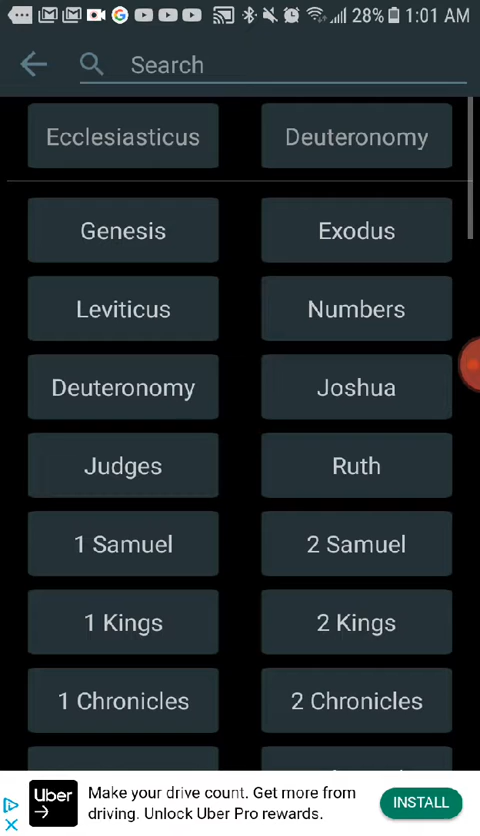 28% 1:01 AM
Search
Ecclesiasticus Deuteronomy
Genesis Exodus
Leviticus Numbers
Deuteronomy Joshua
Judges Ruth
1 Samuel 2 Samuel
1 Kings 2 Kings
1 Chronicles 2 Chronicles
Uber
Make your drive count. Get more from
driving. Unlock Uber Pro rewards.
INSTALL